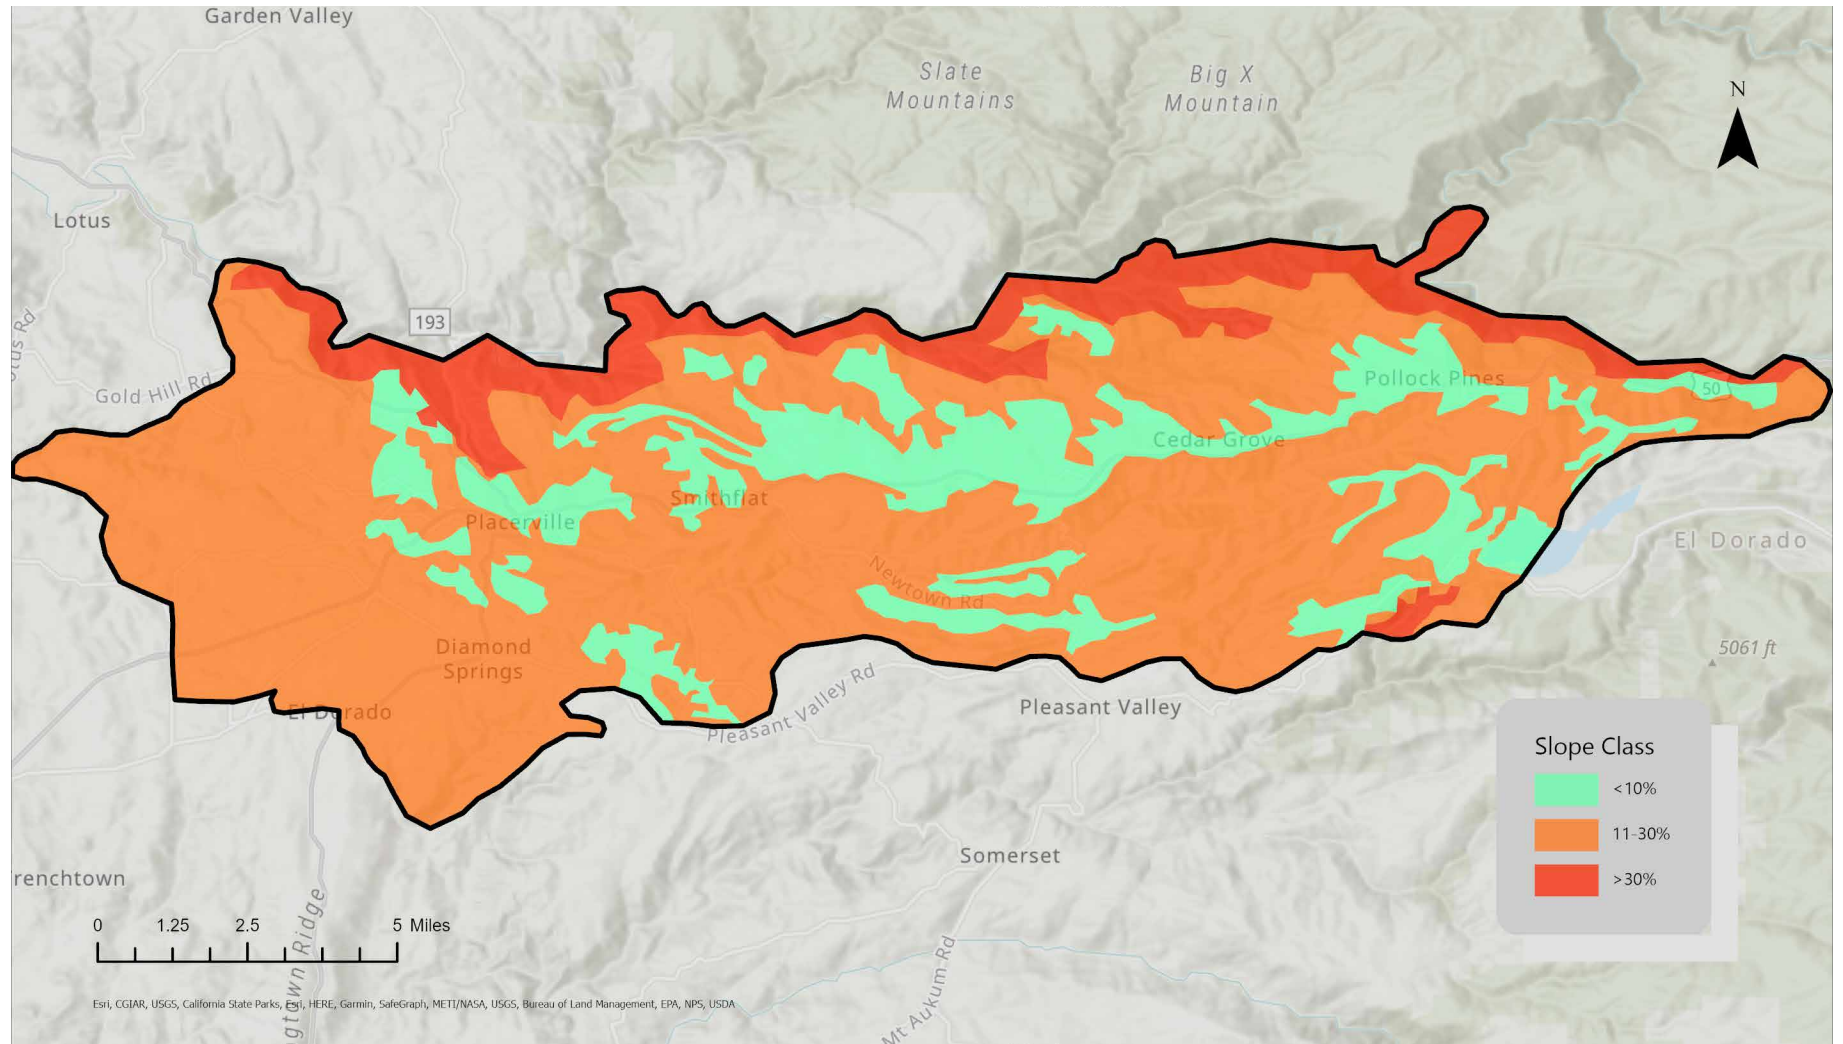 Garden Valley
Slate
Mountains
Big X
Mountain
N
Lotus
193
Gold Hill Rd
Pollock Pines
50
Cedar Grove
Smithflat
Placerville
El Dorado
Newtown Rd
Diamond
Springs
5061 ft
El Dorado
Pleasant Valley Rd
Pleasant Valley
Slope Class
<10%
11-30%
>30%
Somerset
renchtown
0 1.25 2.5 5 Miles
gtown Ridge
Mt Aukum Rd
Esri, CGIAR, USGS, California State Parks, Esri, HERE, Garmin, SafeGraph, METI/NASA, USGS, Bureau of Land Management, EPA, NPS, USDA